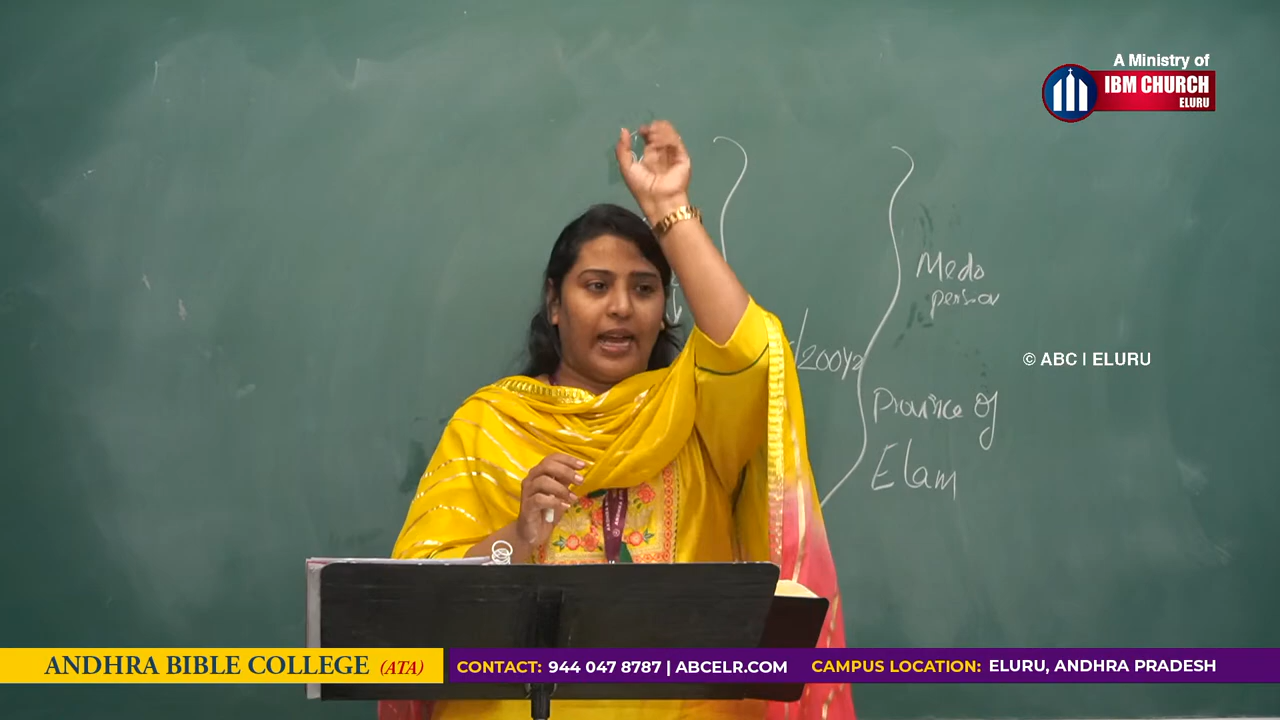 A Ministry of
IBM CHURCH
ELURU
Medo
persian
© ABC | ELURU
200Y
Province of
Elam
ANDHRA BIBLE COLLEGE (ATA)
CONTACT: 944 047 8787 | ABCELR.COM
CAMPUS LOCATION: ELURU, ANDHRA PRADESH